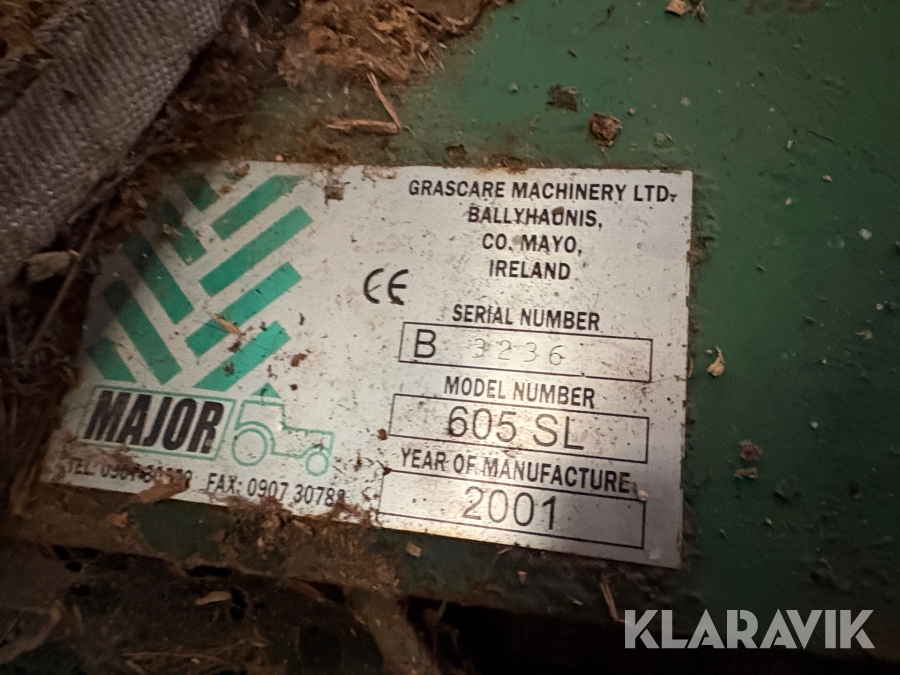 GRASCARE MACHINERY LTD.
BALLYHAUNIS,
CO. MAYO,
IRELAND
CE
SERIAL NUMBER
B 3236
MODEL NUMBER
605 SL
YEAR OF MANUFACTURE
2001
MAJOR
TEL: FAX: 0907 30788
KLARAVIK